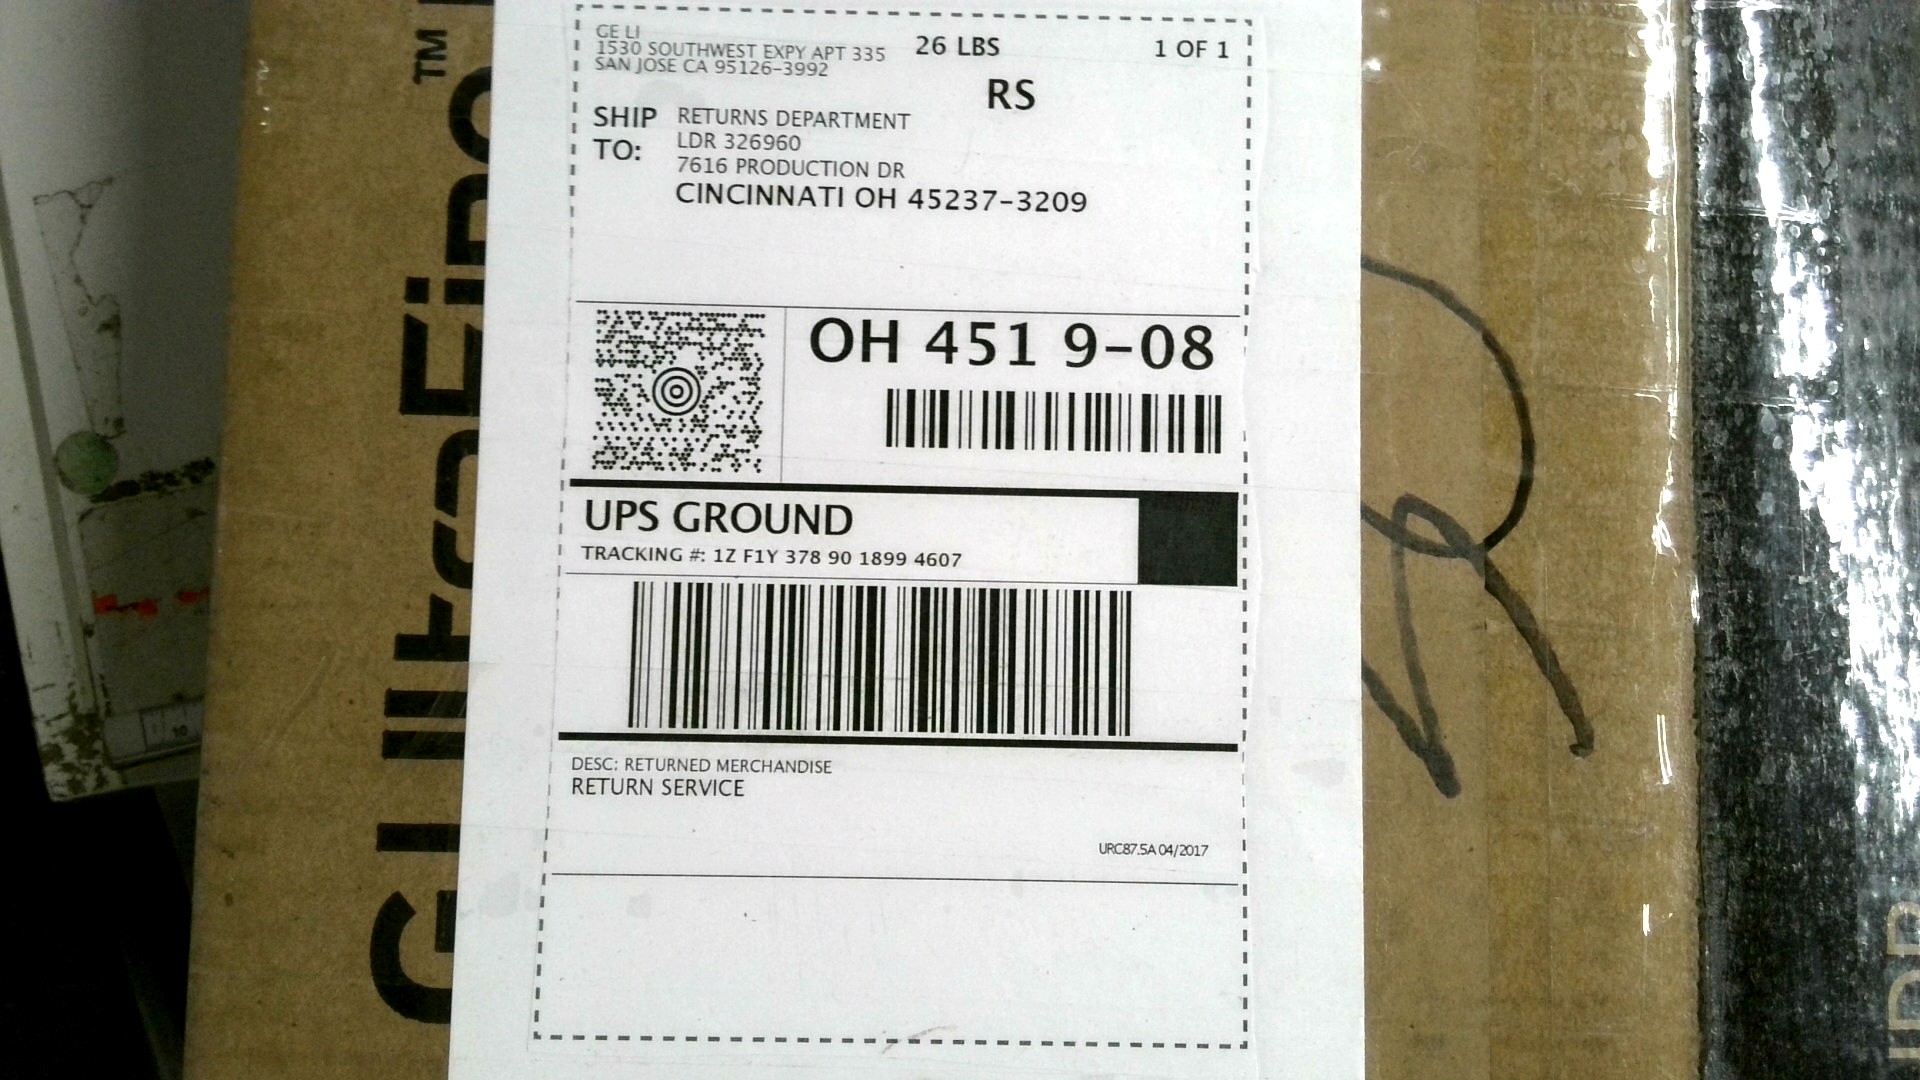 GE LI
1530 SOUTHWEST EXPY APT 335
SAN JOSE CA 95126-3992
26 LBS
1 OF 1
RS
SHIP TO:
RETURNS DEPARTMENT
LDR 326960
7616 PRODUCTION DR
CINCINNATI OH 45237-3209
OH 451 9-08
UPS GROUND
TRACKING #: 1Z F1Y 378 90 1899 4607
DESC: RETURNED MERCHANDISE
RETURN SERVICE
URC87.5A 04/2017
TM
10